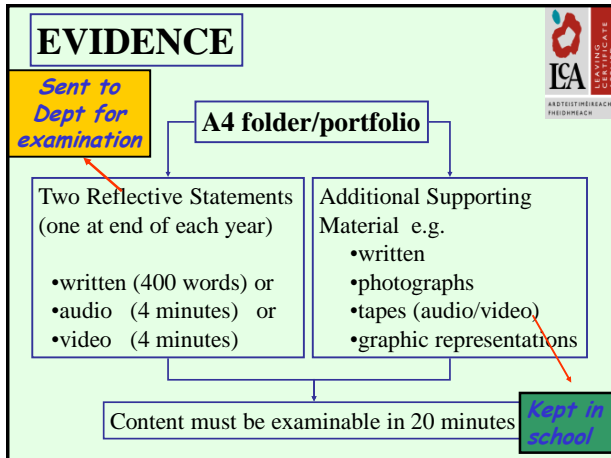 EVIDENCE
LCA
LEAVING
CERTIFICATE
ARDTEISTIMÉIREACH
FHEIDHMEACH
Sent to
Dept for
examination
A4 folder/portfolio
Two Reflective Statements
(one at end of each year)
•written (400 words) or
•audio (4 minutes) or
•video (4 minutes)
Additional Supporting
Material e.g.
•written
•photographs
•tapes (audio/video)
•graphic representations
Content must be examinable in 20 minutes
Kept in
school